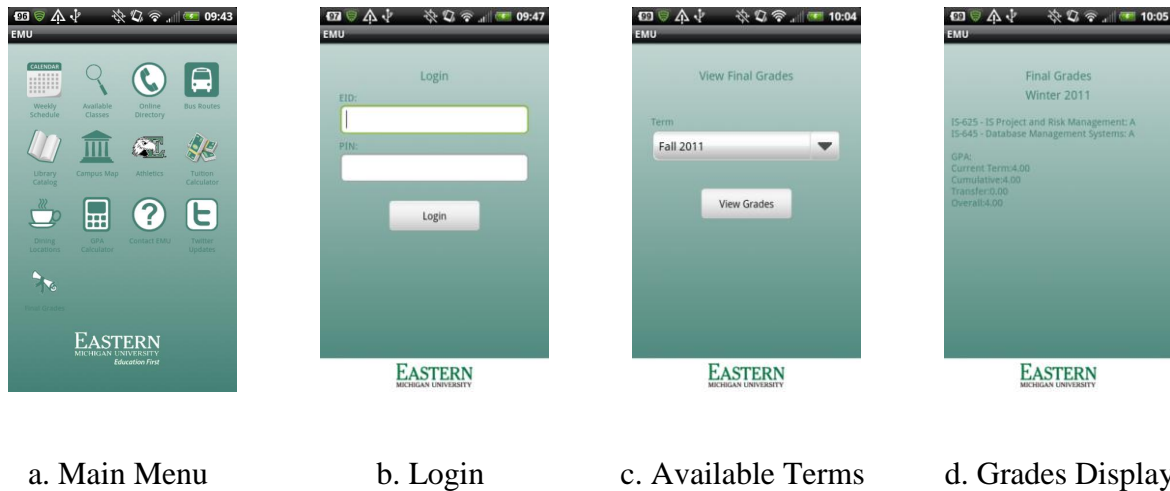 96 09:43
EMU
CALENDAR
Weekly Schedule
Available Classes
Online Directory
Bus Routes
Library Catalog
Campus Map
Athletics
Tuition Calculator
Dining Locations
GPA Calculator
Contact EMU
Twitter Updates
Final Grades
EASTERN
MICHIGAN UNIVERSITY
Education First
a. Main Menu
97 09:47
EMU
Login
EID:
PIN:
Login
EASTERN
MICHIGAN UNIVERSITY
b. Login
99 10:04
EMU
View Final Grades
Term
Fall 2011
View Grades
EASTERN
MICHIGAN UNIVERSITY
c. Available Terms
99 10:05
EMU
Final Grades
Winter 2011
IS-625 - IS Project and Risk Management: A
IS-645 - Database Management Systems: A
GPA:
Current Term:4.00
Cumulative:4.00
Transfer:0.00
Overall:4.00
EASTERN
MICHIGAN UNIVERSITY
d. Grades Display